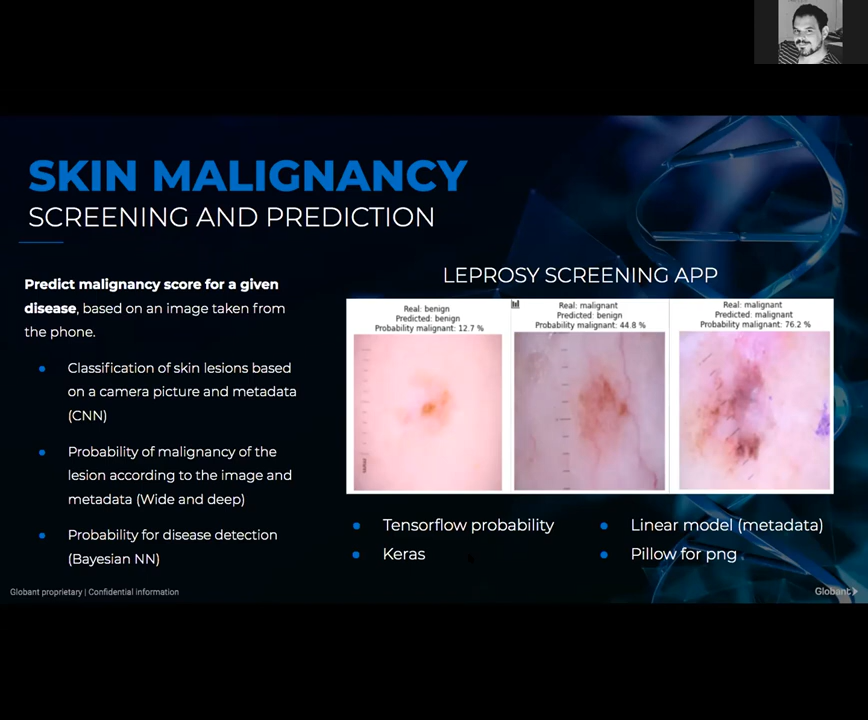 SKIN MALIGNANCY
SCREENING AND PREDICTION
Predict malignancy score for a given
disease, based on an image taken from
the phone.
Classification of skin lesions based
on a camera picture and metadata
(CNN)
Probability of malignancy of the
lesion according to the image and
metadata (Wide and deep)
Probability for disease detection
(Bayesian NN)
LEPROSY SCREENING APP
Real: benign
Predicted: benign
Probability malignant: 12.7 %
Real: malignant
Predicted: benign
Probability malignant: 44.8 %
Real: malignant
Predicted: malignant
Probability malignant: 76.2 %
Tensorflow probability
Keras
Linear model (metadata)
Pillow for png
Globant proprietary | Confidential information
Globant